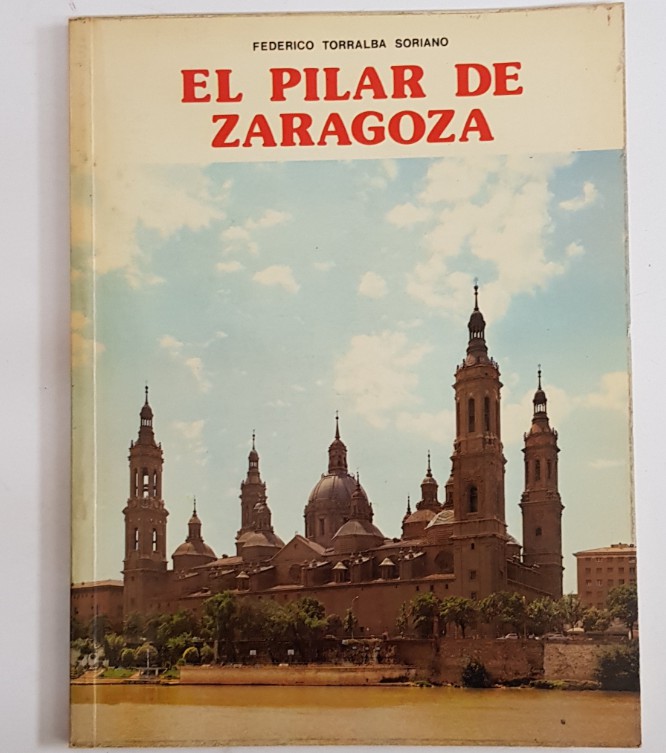 FEDERICO TORRALBA SORIANO
EL PILAR DE
ZARAGOZA